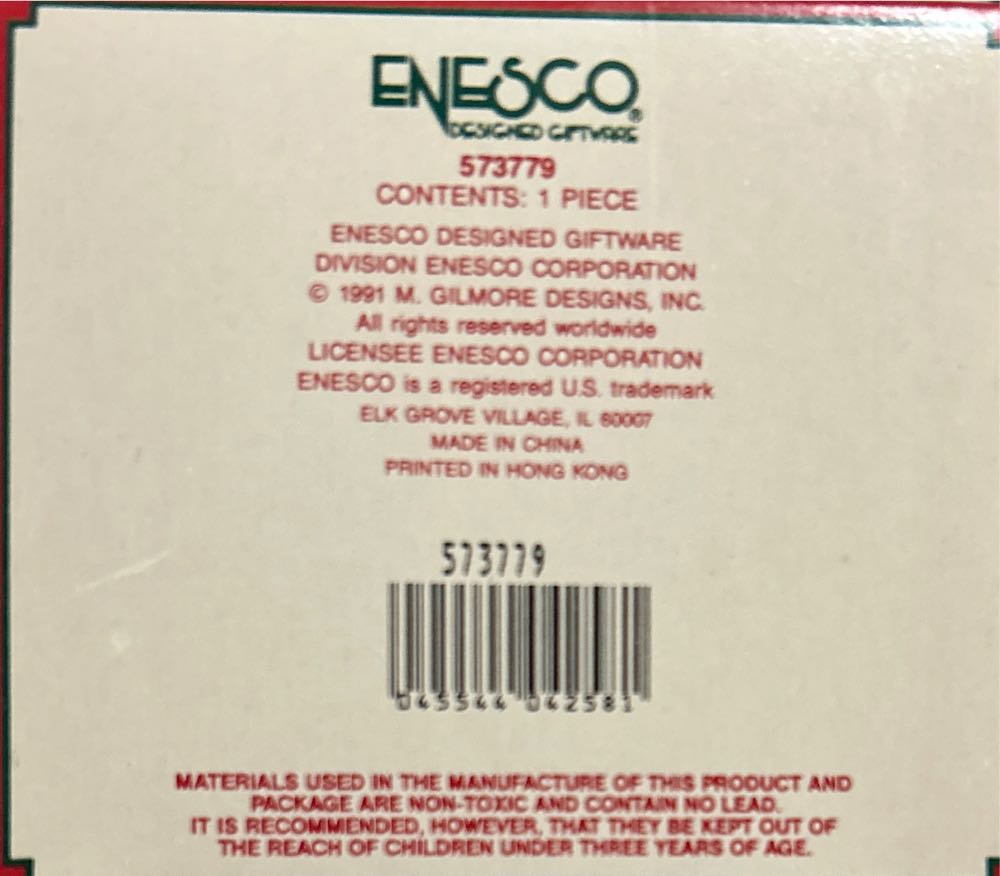 ENESCO®
DESIGNED GIFTWARE
573779
CONTENTS: 1 PIECE
ENESCO DESIGNED GIFTWARE
DIVISION ENESCO CORPORATION
© 1991 M. GILMORE DESIGNS, INC.
All rights reserved worldwide
LICENSEE ENESCO CORPORATION
ENESCO is a registered U.S. trademark
ELK GROVE VILLAGE, IL 60007
MADE IN CHINA
PRINTED IN HONG KONG
573779
045544 042581
MATERIALS USED IN THE MANUFACTURE OF THIS PRODUCT AND
PACKAGE ARE NON-TOXIC AND CONTAIN NO LEAD.
IT IS RECOMMENDED, HOWEVER, THAT THEY BE KEPT OUT OF
THE REACH OF CHILDREN UNDER THREE YEARS OF AGE.